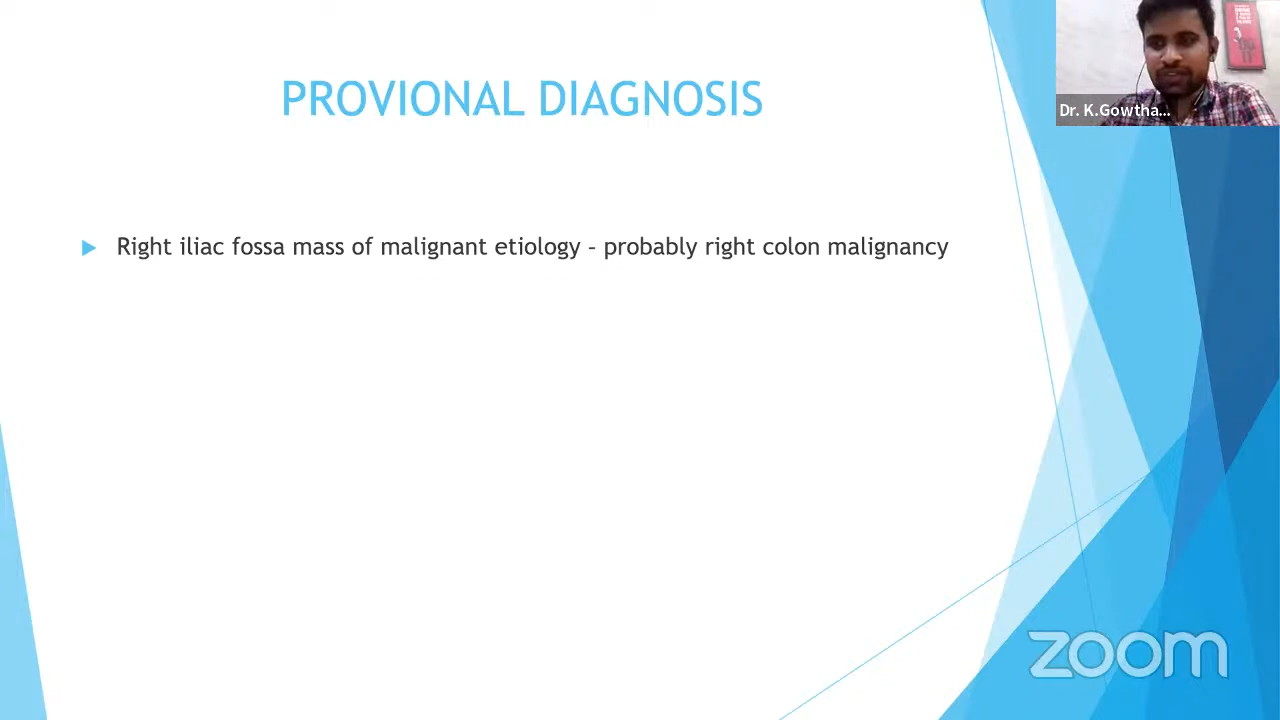 PROVIONAL DIAGNOSIS
Right iliac fossa mass of malignant etiology – probably right colon malignancy
Dr. K.Gowtha...
zoom